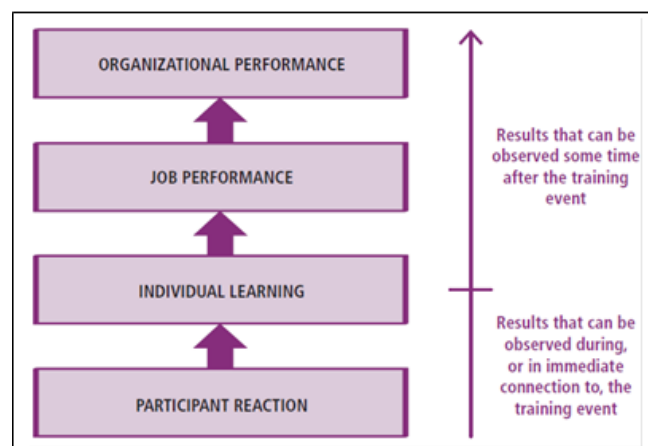 ORGANIZATIONAL PERFORMANCE
JOB PERFORMANCE
INDIVIDUAL LEARNING
PARTICIPANT REACTION
Results that can be
observed some time
after the training
event
Results that can be
observed during,
or in immediate
connection to, the
training event